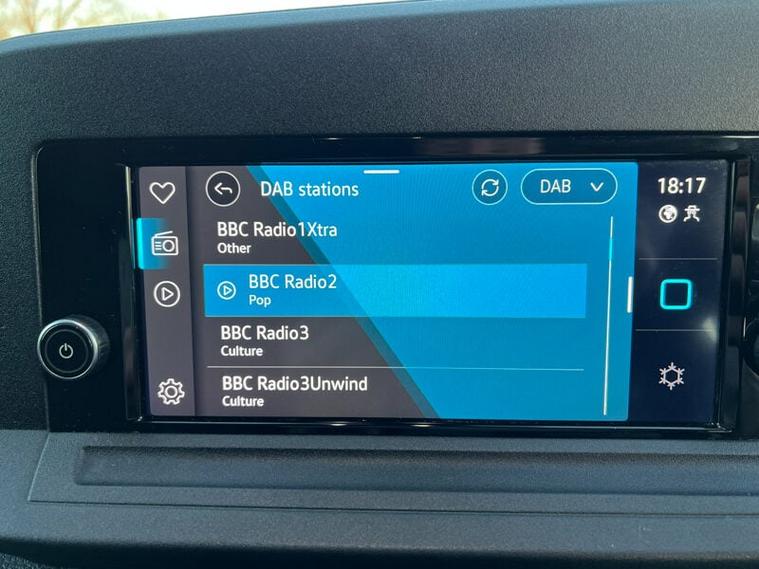 DAB stations
DAB
18:17
BBC Radio1Xtra
Other
BBC Radio2
Pop
BBC Radio3
Culture
BBC Radio3Unwind
Culture